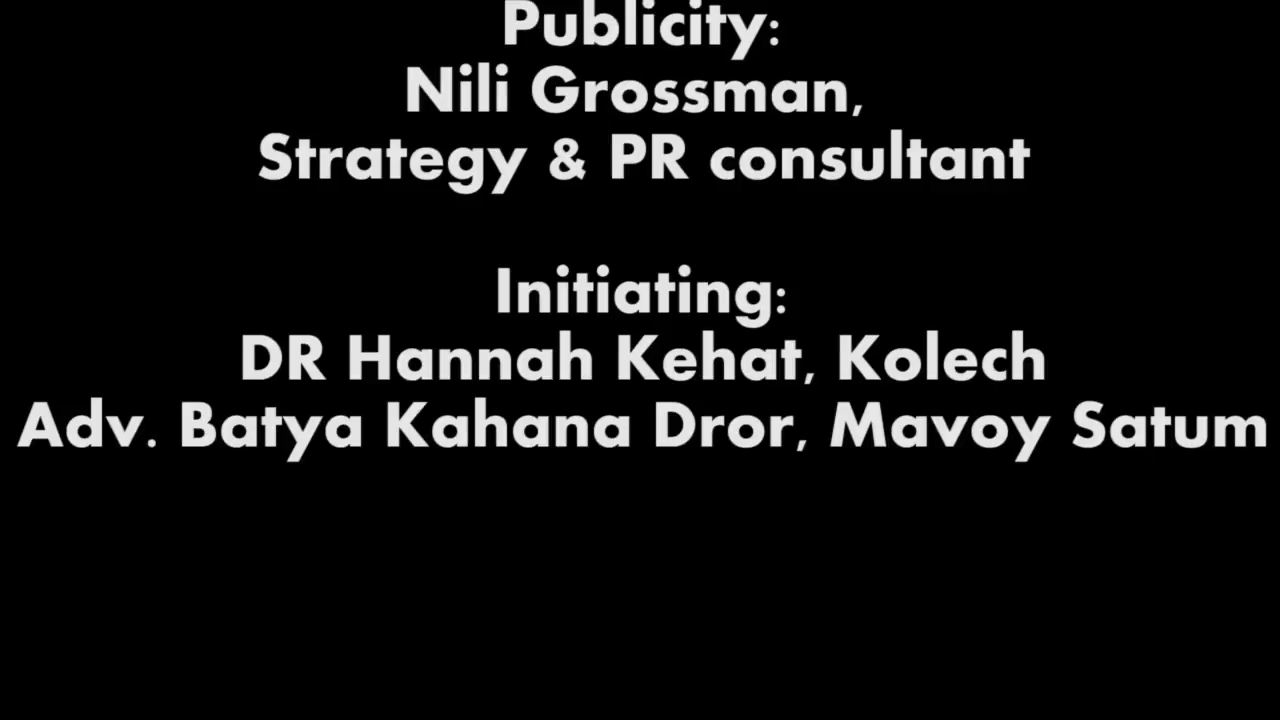 Publicity:
Nili Grossman,
Strategy & PR consultant
Initiating:
DR Hannah Kehat, Kolech
Adv. Batya Kahana Dror, Mavoy Satum